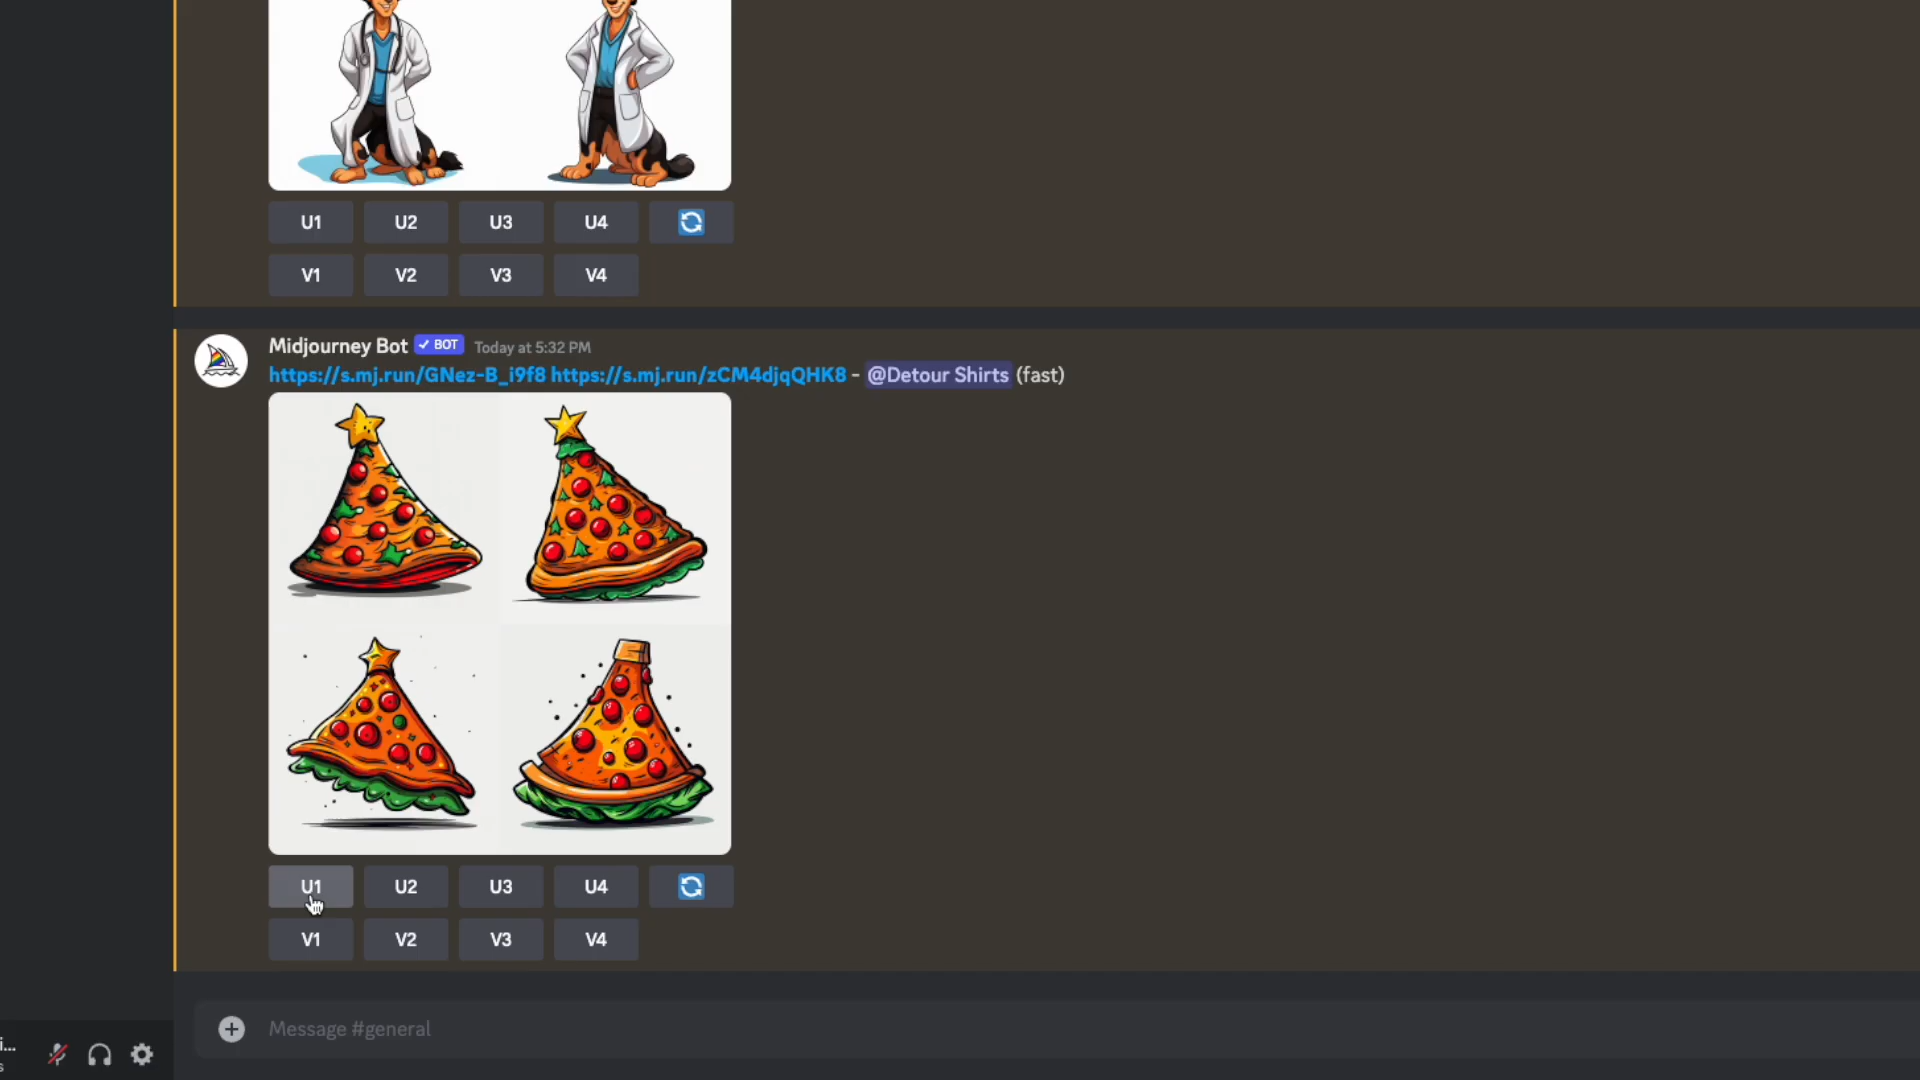 U1 U2 U3 U4
V1 V2 V3 V4
Midjourney Bot ✓ BOT Today at 5:32 PM
https://s.mj.run/GNez-B_i9f8 https://s.mj.run/zCM4djqQHK8 - @Detour Shirts (fast)
U1 U2 U3 U4
V1 V2 V3 V4
Message #general